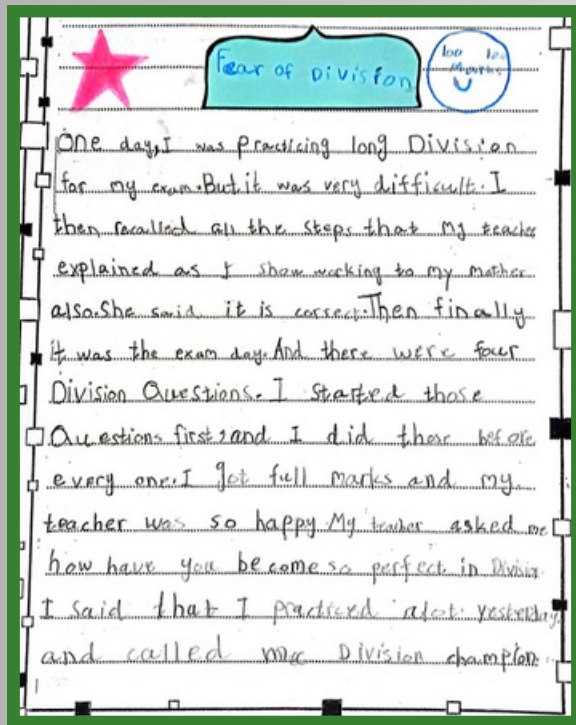 Fear of Division
100 100
Marks
One day, I was Practicing long Division
for my exam. But it was very difficult. I
then recalled all the steps that My teacher
explained as I show working to my Mother
also. She said it is correct. Then finally
it was the exam day. And there were four
Division Questions. I started those
Questions first, and I did those before
every one. I got full marks and my
teacher was so happy My teacher asked me
how have you become so perfect in
I said that I practiced alot yesterday
and called me Division champion.